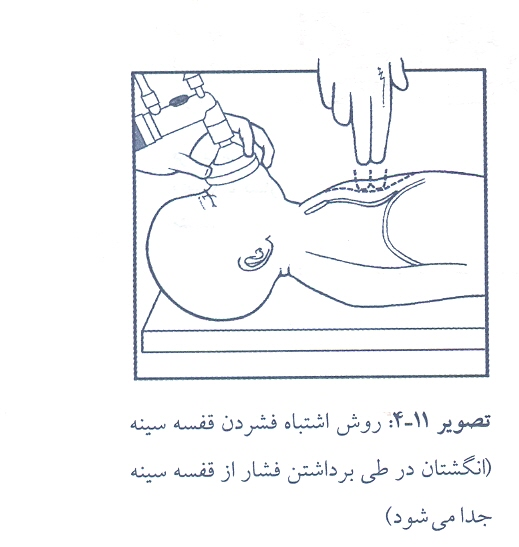 تصویر ۱۱-۴: روش اشتباه فشردن قفسه سینه
(انگشتان در طی برداشتن فشار از قفسه سینه
جدا می‌شود)